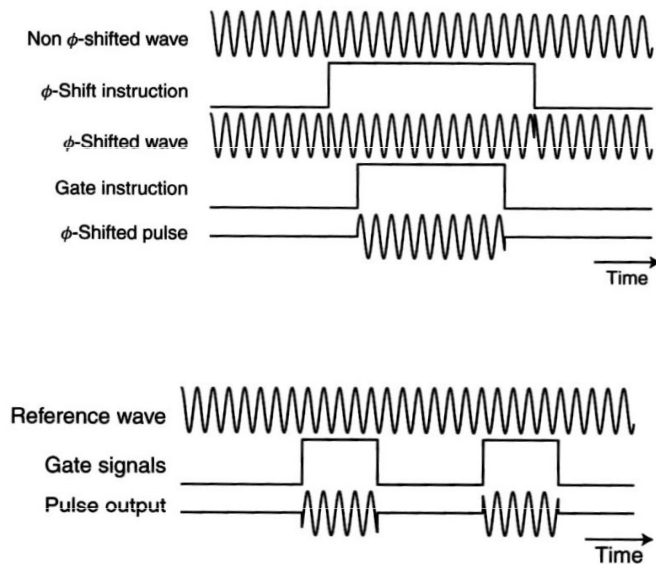 Non ϕ-shifted wave
ϕ-Shift instruction
ϕ-Shifted wave
Gate instruction
ϕ-Shifted pulse
Time
Reference wave
Gate signals
Pulse output
Time